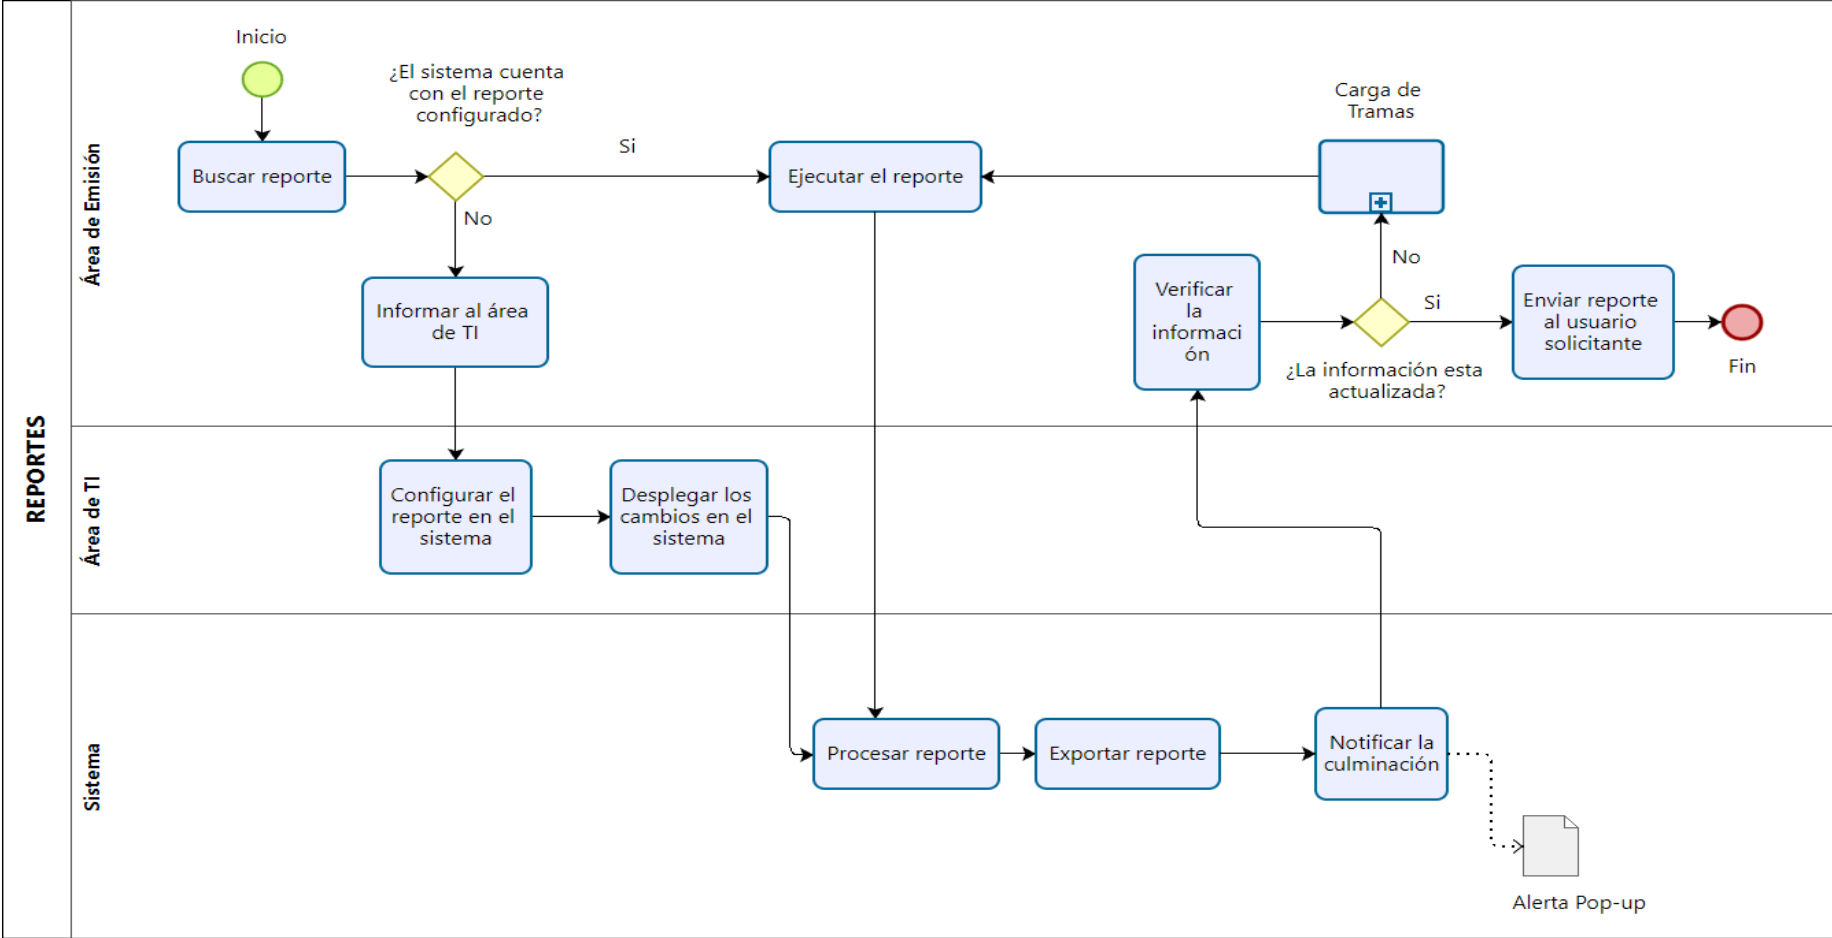 REPORTES
Área de Emisión
Inicio
¿El sistema cuenta
con el reporte
configurado?
Buscar reporte
Si
No
Ejecutar el reporte
Carga de
Tramas
Informar al área
de TI
Verificar
la
informaci
ón
No
Si
¿La información esta
actualizada?
Enviar reporte
al usuario
solicitante
Fin
Área de TI
Configurar el
reporte en el
sistema
Desplegar los
cambios en el
sistema
Sistema
Procesar reporte
Exportar reporte
Notificar la
culminación
Alerta Pop-up